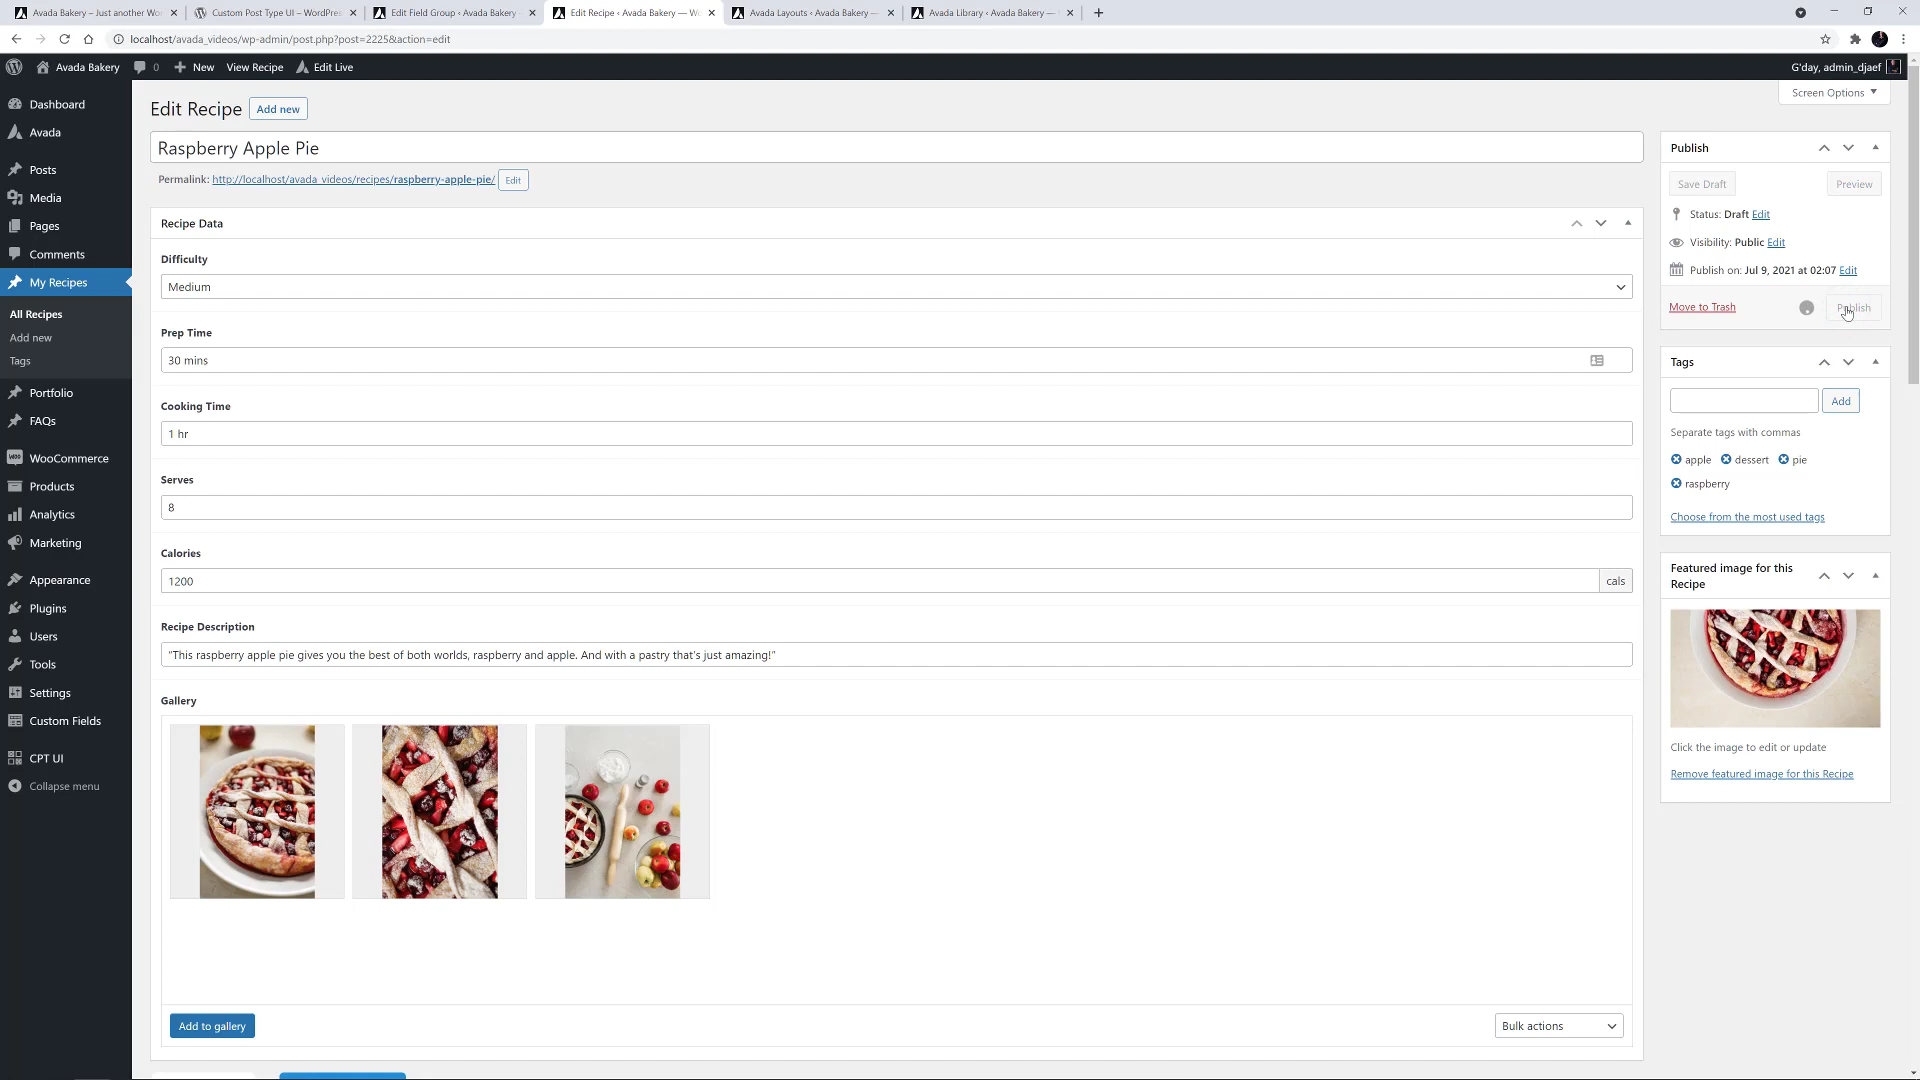 Avada Bakery – Just another Wor
Custom Post Type UI – WordPres
Edit Field Group ‹ Avada Bakery
Edit Recipe ‹ Avada Bakery — Wo
Avada Layouts ‹ Avada Bakery —
Avada Library ‹ Avada Bakery —
localhost/avada_videos/wp-admin/post.php?post=2225&action=edit
Avada Bakery 0 New View Recipe Edit Live
G'day, admin_djaef
Screen Options
Dashboard
Avada
Posts
Media
Pages
Comments
My Recipes
All Recipes
Add new
Tags
Portfolio
FAQs
WooCommerce
Products
Analytics
Marketing
Appearance
Plugins
Users
Tools
Settings
Custom Fields
CPT UI
Collapse menu
Edit Recipe Add new
Raspberry Apple Pie
Permalink: http://localhost/avada_videos/recipes/raspberry-apple-pie/ Edit
Recipe Data
Difficulty
Medium
Prep Time
30 mins
Cooking Time
1 hr
Serves
8
Calories
1200 cals
Recipe Description
"This raspberry apple pie gives you the best of both worlds, raspberry and apple. And with a pastry that's just amazing!"
Gallery
Add to gallery
Bulk actions
Publish
Save Draft Preview
Status: Draft Edit
Visibility: Public Edit
Publish on: Jul 9, 2021 at 02:07 Edit
Move to Trash Publish
Tags
Add
Separate tags with commas
apple dessert pie
raspberry
Choose from the most used tags
Featured image for this
Recipe
Click the image to edit or update
Remove featured image for this Recipe